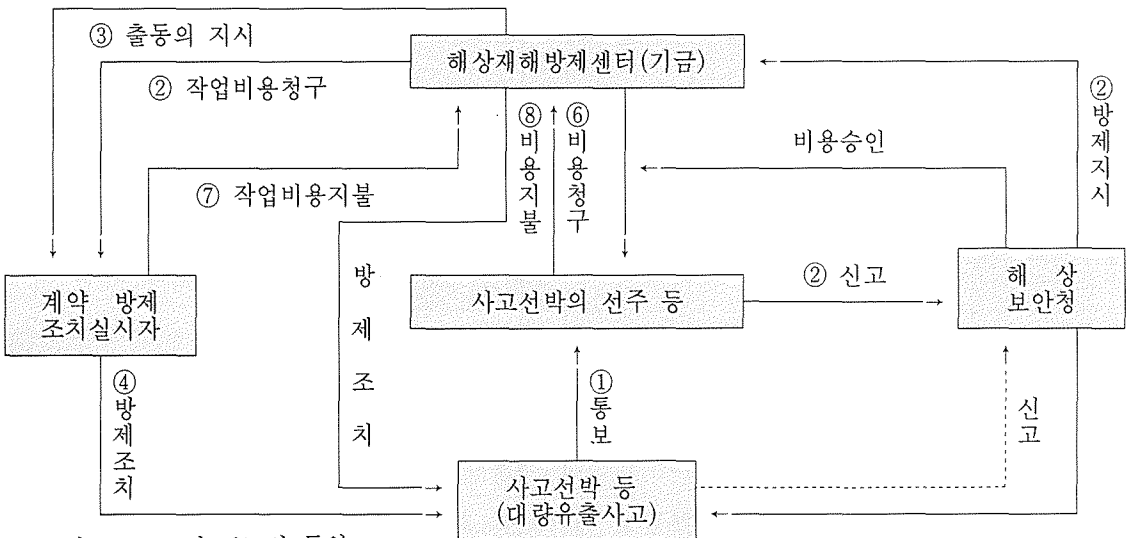 ③ 출동의 지시
해상재해방제센터(기금)
② 작업비용청구
② 방제지시
⑧ 비용지불
⑥ 비용청구
비용승인
⑦ 작업비용지불
방제조치
계약 방제
조치실시자
사고선박의 선주 등
② 신고
해 상
보안청
④ 방제조치
① 통보
신고
사고선박 등
(대량유출사고)